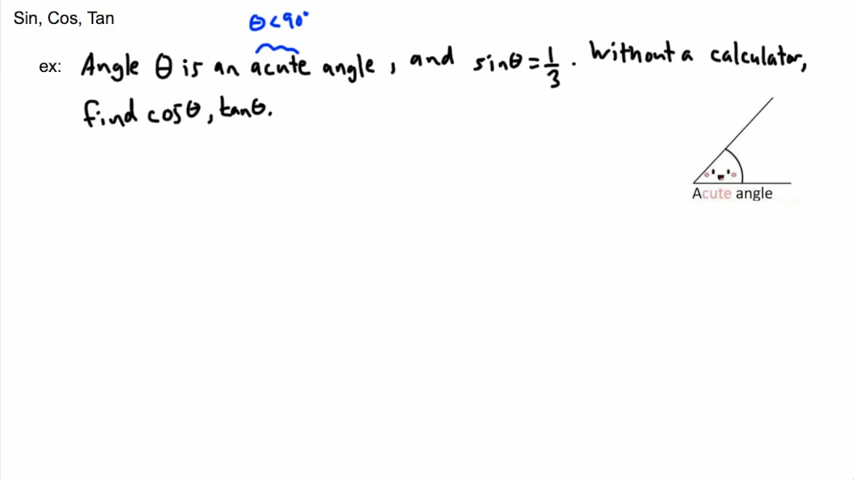 Sin, Cos, Tan
θ<90°
ex: Angle θ is an acute angle, and sinθ = 1/3. Without a calculator,
find cosθ, tanθ.
Acute angle